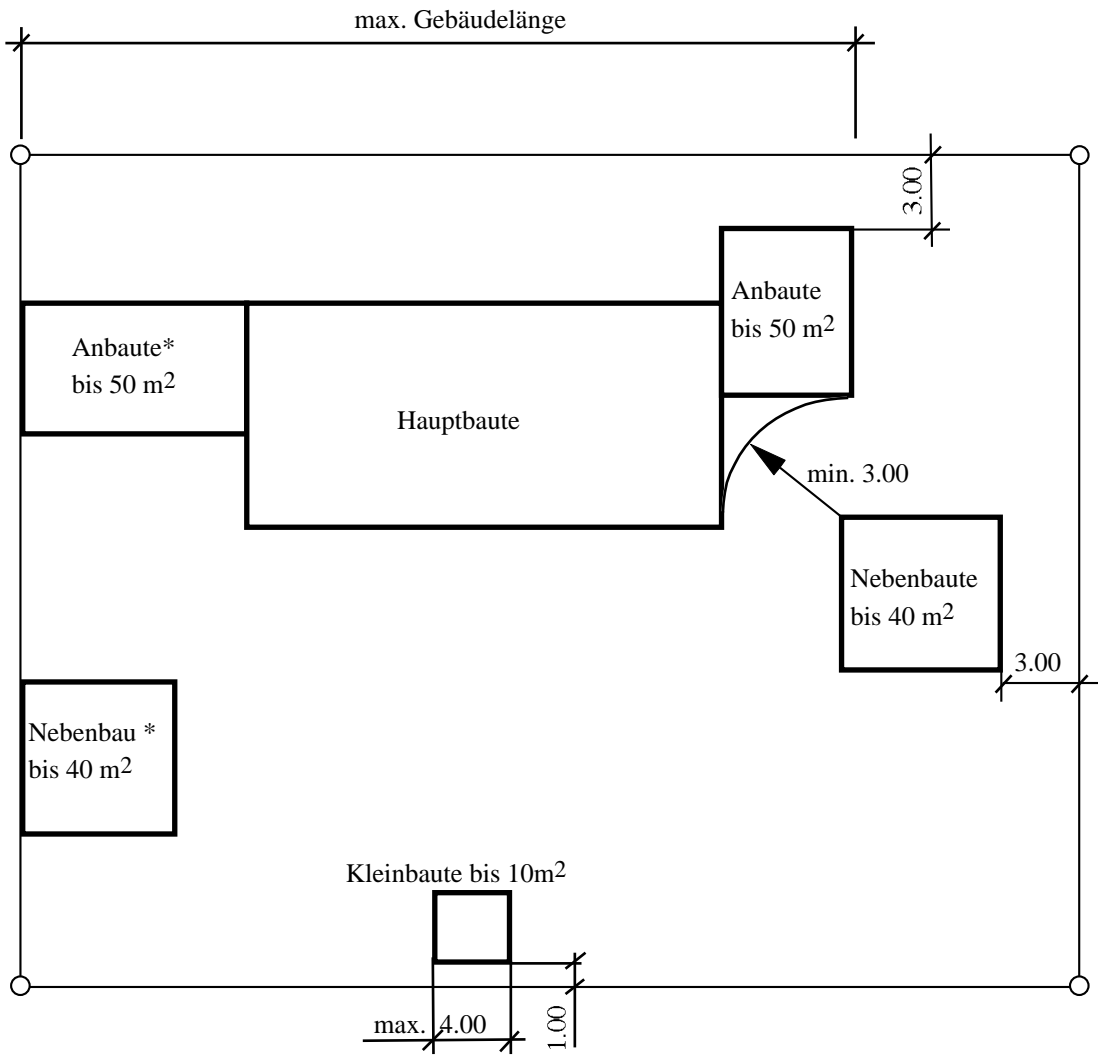 max. Gebäudelänge
3.00
Anbaute
bis 50 m2
Anbaute*
bis 50 m2
Hauptbaute
min. 3.00
Nebenbaute
bis 40 m2
3.00
Nebenbau *
bis 40 m2
Kleinbaute bis 10m2
max. 4.00
1.00